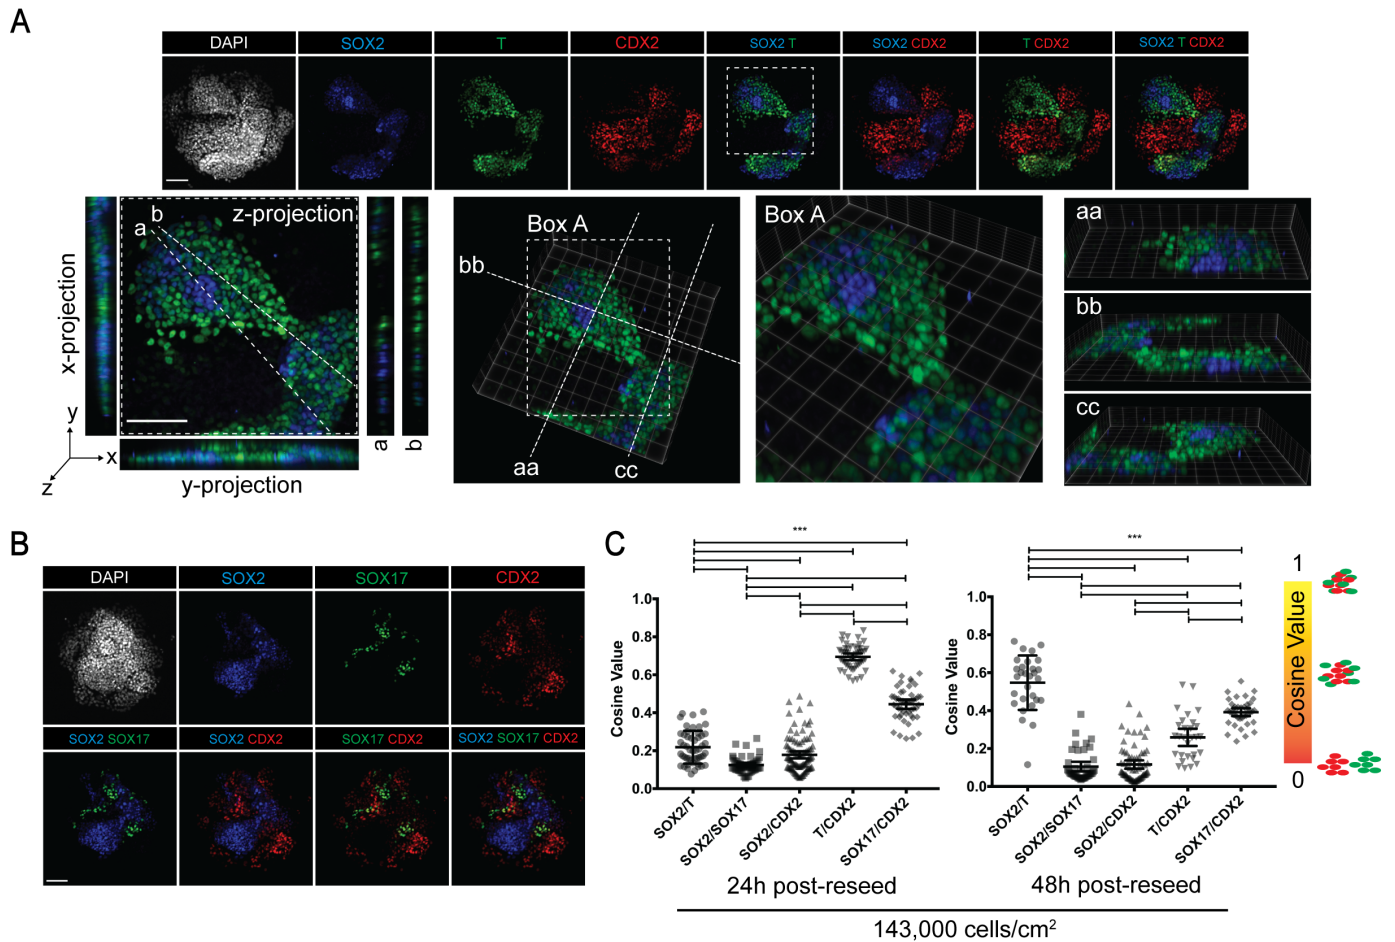 A
DAPI SOX2 T CDX2 SOX2 T SOX2 CDX2 T CDX2 SOX2 T CDX2
z-projection
b
a
x-projection
y
x
z
y-projection
a b
Box A
bb
aa
cc
Box A
aa
bb
cc
B
DAPI SOX2 SOX17 CDX2
SOX2 SOX17 SOX2 CDX2 SOX17 CDX2 SOX2 SOX17 CDX2
C
***
Cosine Value
1.0
0.8
0.6
0.4
0.2
0.0
SOX2/T SOX2/SOX17 SOX2/CDX2 T/CDX2 SOX17/CDX2
24h post-reseed
***
Cosine Value
1.0
0.8
0.6
0.4
0.2
0.0
SOX2/T SOX2/SOX17 SOX2/CDX2 T/CDX2 SOX17/CDX2
48h post-reseed
143,000 cells/cm²
1
Cosine Value
0